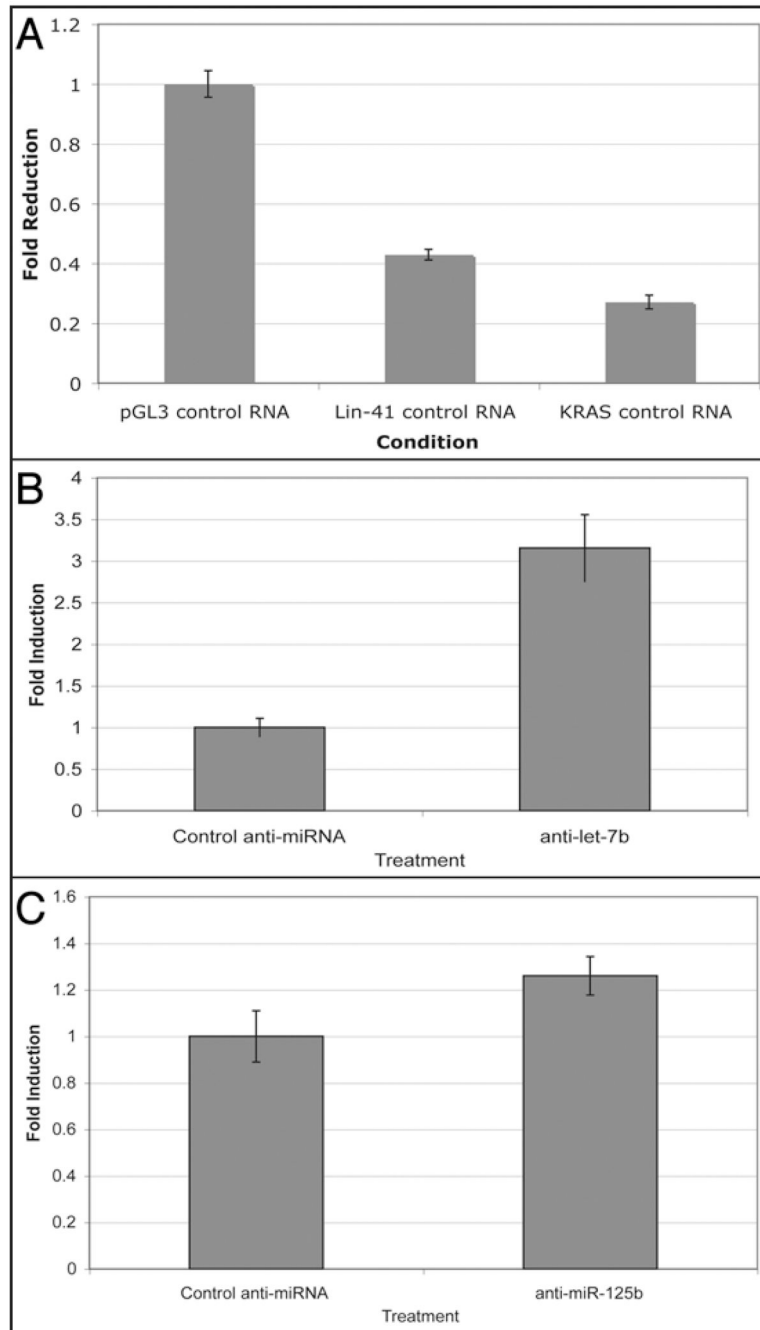 A
1.2
1
0.8
0.6
0.4
0.2
0
Fold Reduction
pGL3 control RNA Lin-41 control RNA KRAS control RNA
Condition
B
4
3.5
3
2.5
2
1.5
1
0.5
0
Fold Induction
Control anti-miRNA anti-let-7b
Treatment
C
1.6
1.4
1.2
1
0.8
0.6
0.4
0.2
0
Fold Induction
Control anti-miRNA anti-miR-125b
Treatment